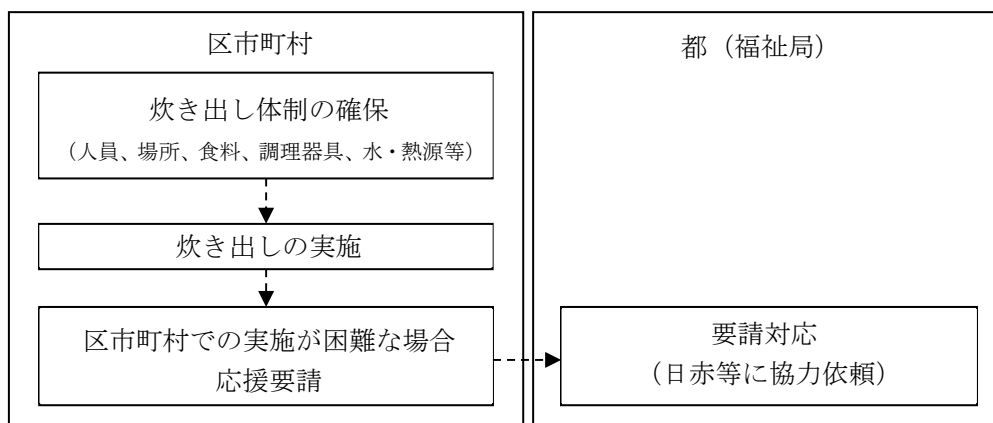 区市町村
炊き出し体制の確保
（人員、場所、食料、調理器具、水・熱源等）
炊き出しの実施
区市町村での実施が困難な場合
応援要請
都（福祉局）
要請対応
（日赤等に協力依頼）